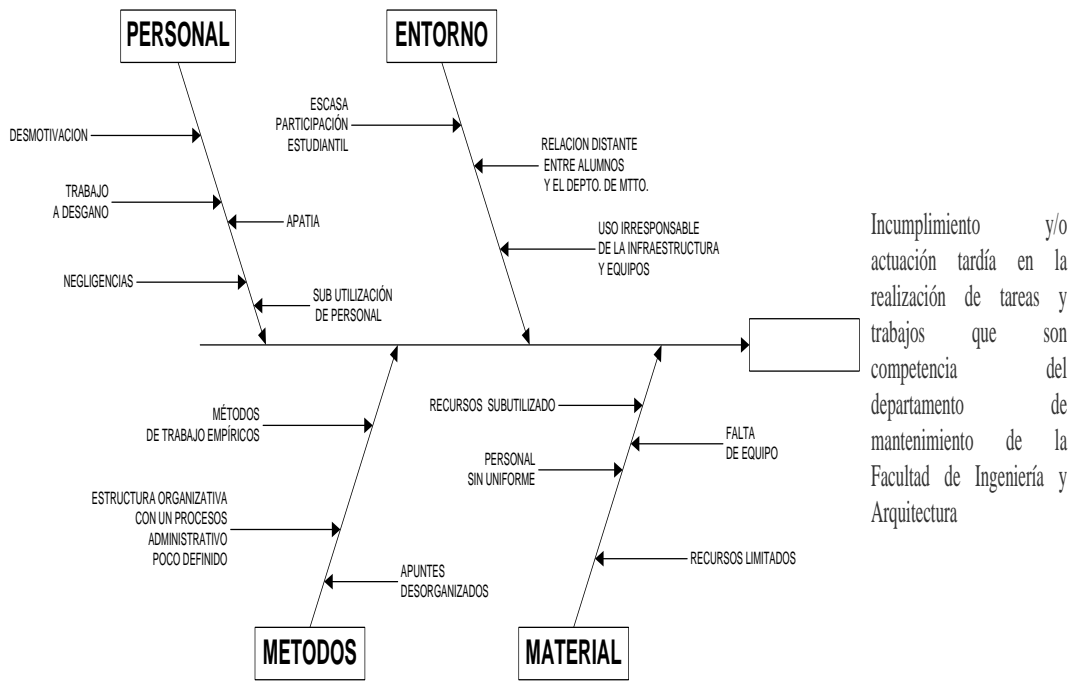 PERSONAL
ENTORNO
DESMOTIVACION
TRABAJO
A DESGANO
APATIA
NEGLIGENCIAS
SUB UTILIZACIÓN
DE PERSONAL
ESCASA
PARTICIPACIÓN
ESTUDIANTIL
RELACION DISTANTE
ENTRE ALUMNOS
Y EL DEPTO. DE MTTO.
USO IRRESPONSABLE
DE LA INFRAESTRUCTURA
Y EQUIPOS
Incumplimiento y/o
actuación tardía en la
realización de tareas y
trabajos que son
competencia del
departamento de
mantenimiento de la
Facultad de Ingeniería y
Arquitectura
MÉTODOS
DE TRABAJO EMPÍRICOS
ESTRUCTURA ORGANIZATIVA
CON UN PROCESOS
ADMINISTRATIVO
POCO DEFINIDO
APUNTES
DESORGANIZADOS
RECURSOS SUBUTILIZADO
FALTA
DE EQUIPO
PERSONAL
SIN UNIFORME
RECURSOS LIMITADOS
METODOS
MATERIAL